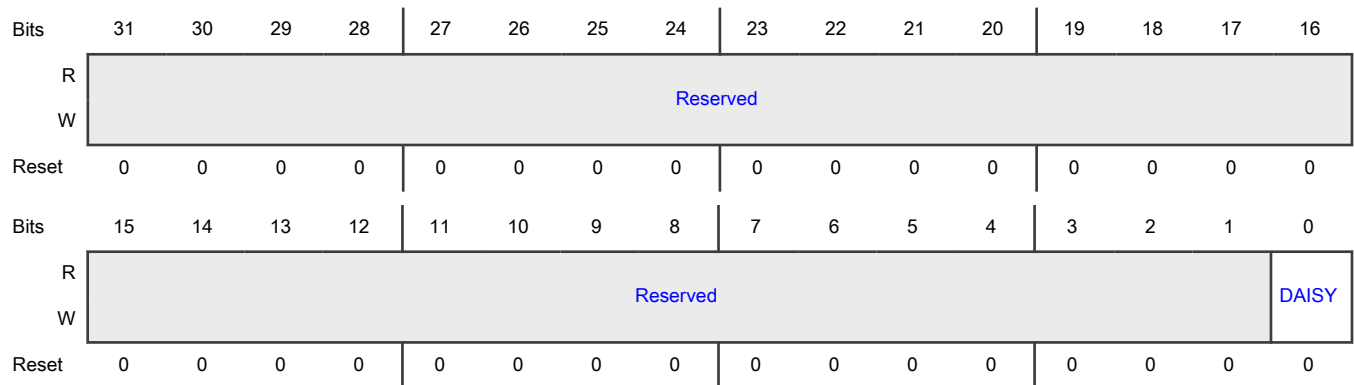 Bits 31 30 29 28 27 26 25 24 23 22 21 20 19 18 17 16
R
Reserved
W
Reset 0 0 0 0 0 0 0 0 0 0 0 0 0 0 0 0
Bits 15 14 13 12 11 10 9 8 7 6 5 4 3 2 1 0
R
Reserved DAISY
W
Reset 0 0 0 0 0 0 0 0 0 0 0 0 0 0 0 0